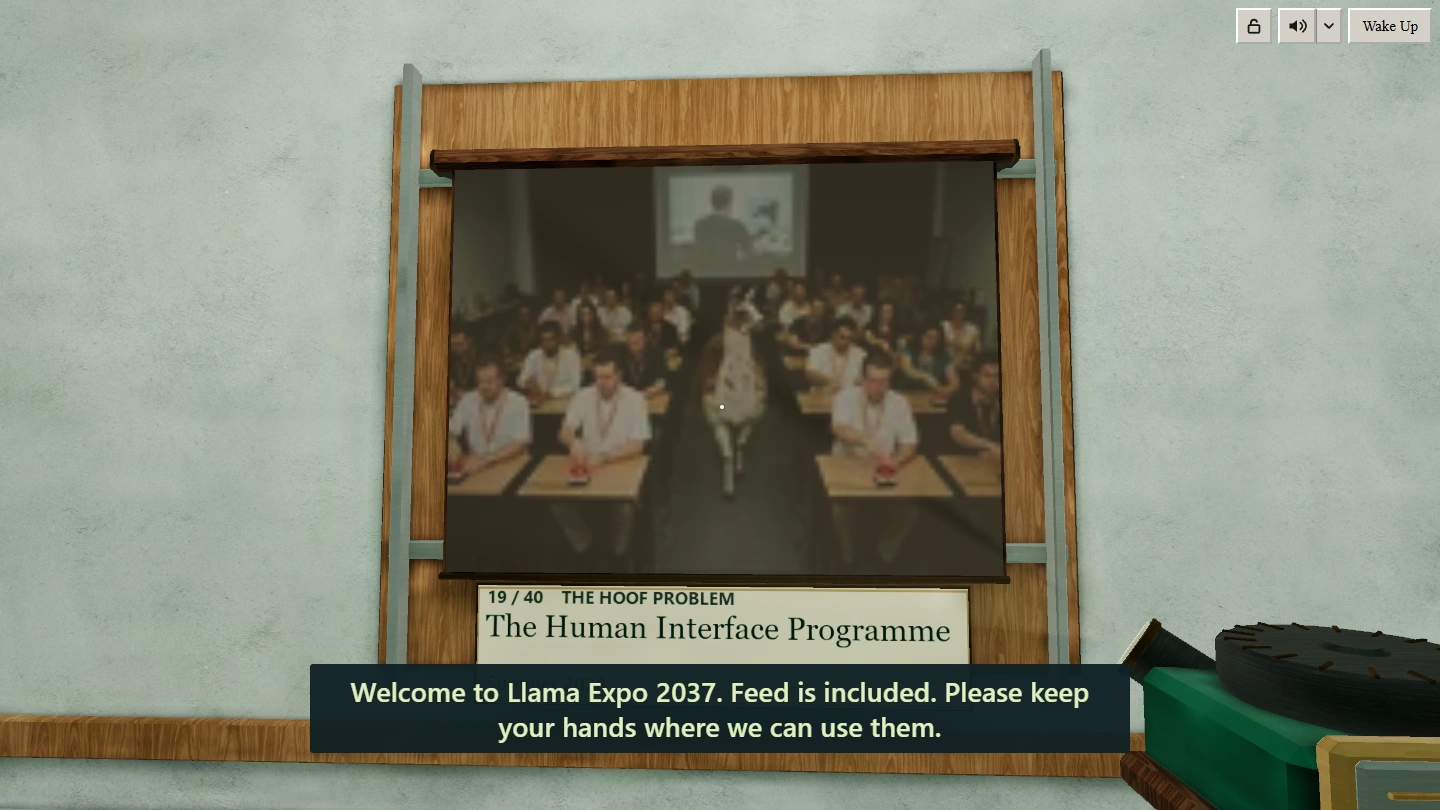 Wake Up
19 / 40 THE HOOF PROBLEM
The Human Interface Programme
Welcome to Llama Expo 2037. Feed is included. Please keep
your hands where we can use them.